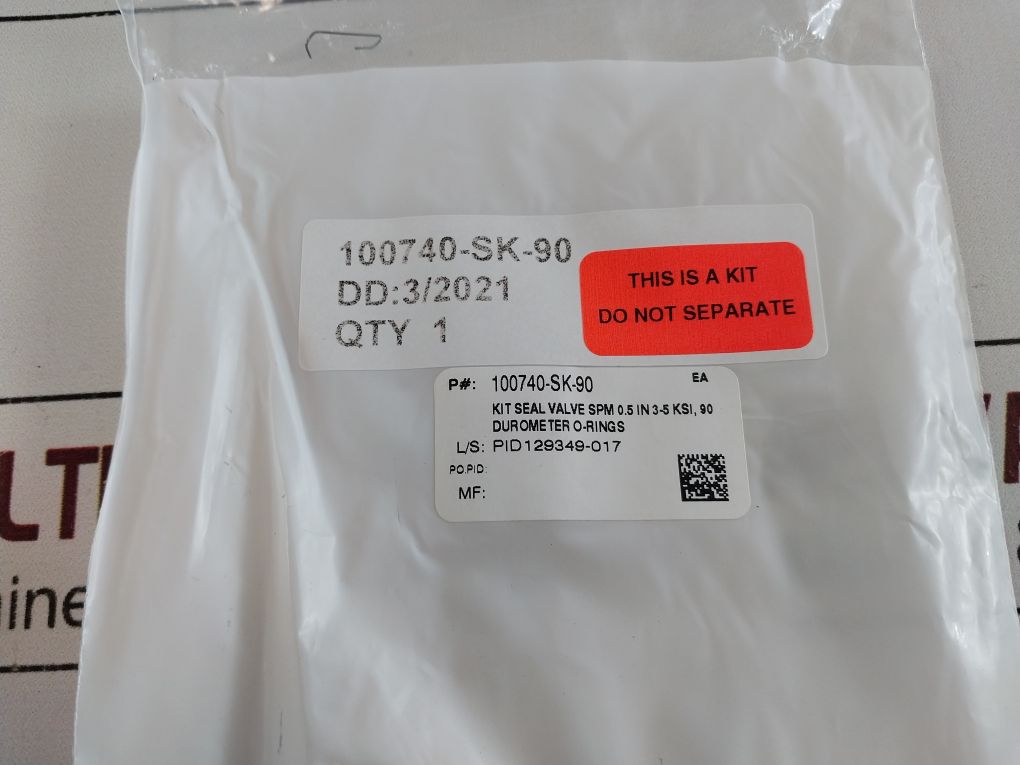 100740-SK-90
DD:3/2021
QTY 1
THIS IS A KIT
DO NOT SEPARATE
P#: 100740-SK-90 EA
KIT SEAL VALVE SPM 0.5 IN 3-5 KSI, 90
DUROMETER O-RINGS
L/S: PID129349-017
PO.PID:
MF: